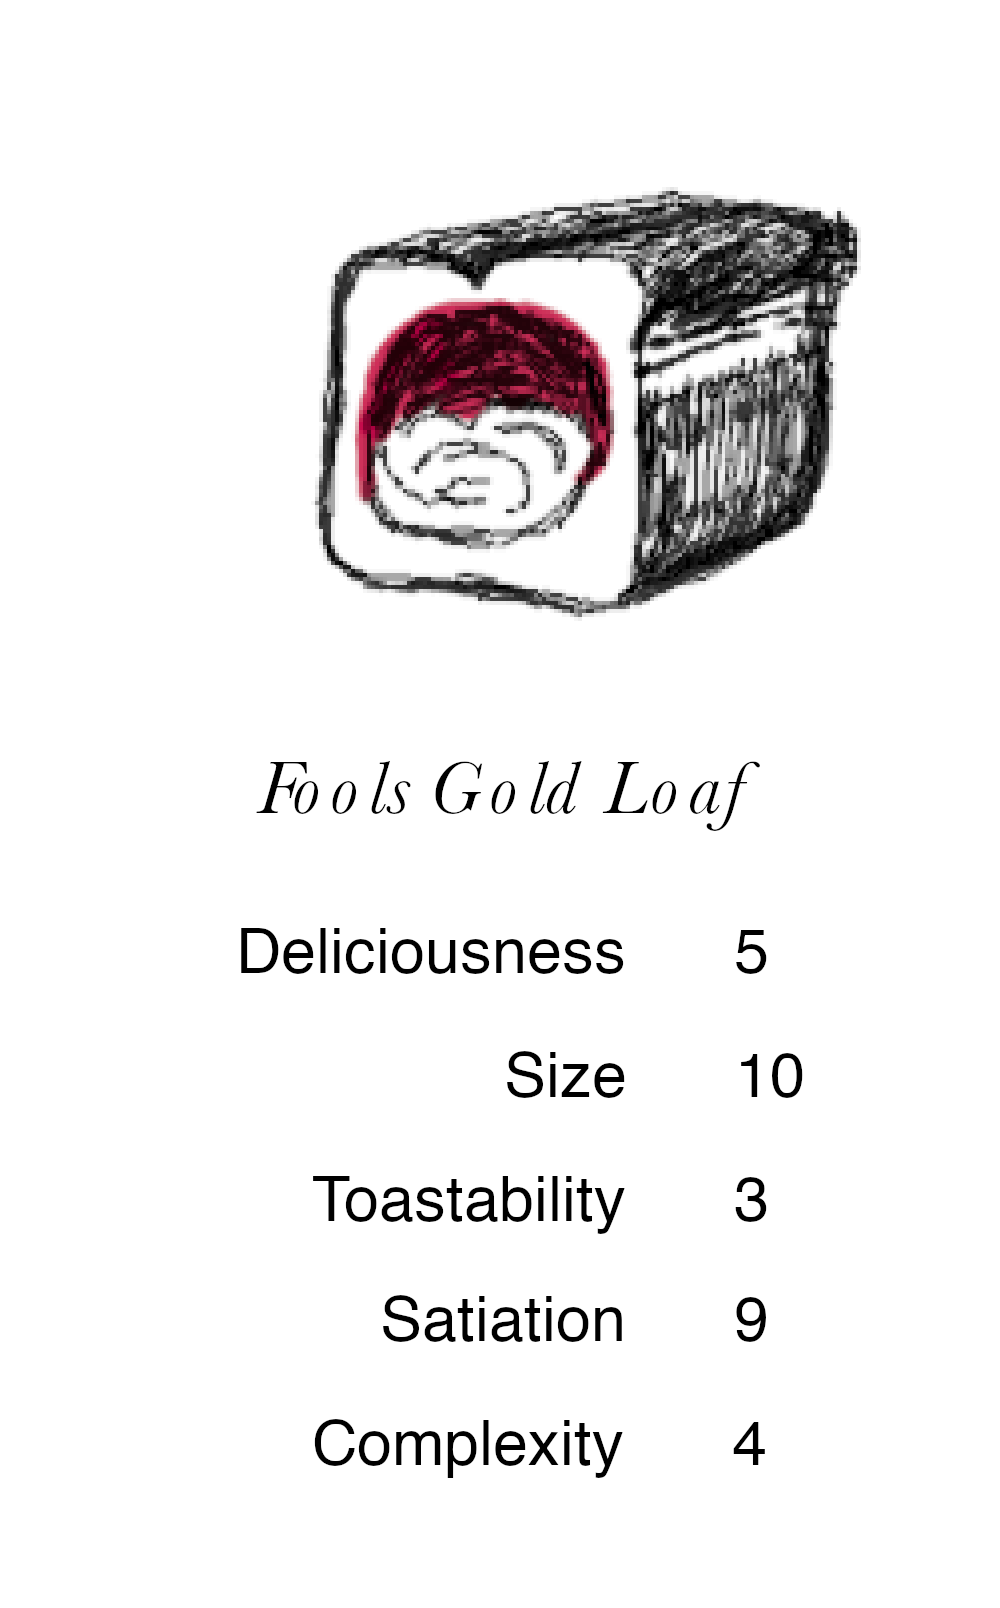 Fools Gold Loaf
Deliciousness 5
Size 10
Toastability 3
Satiation 9
Complexity 4